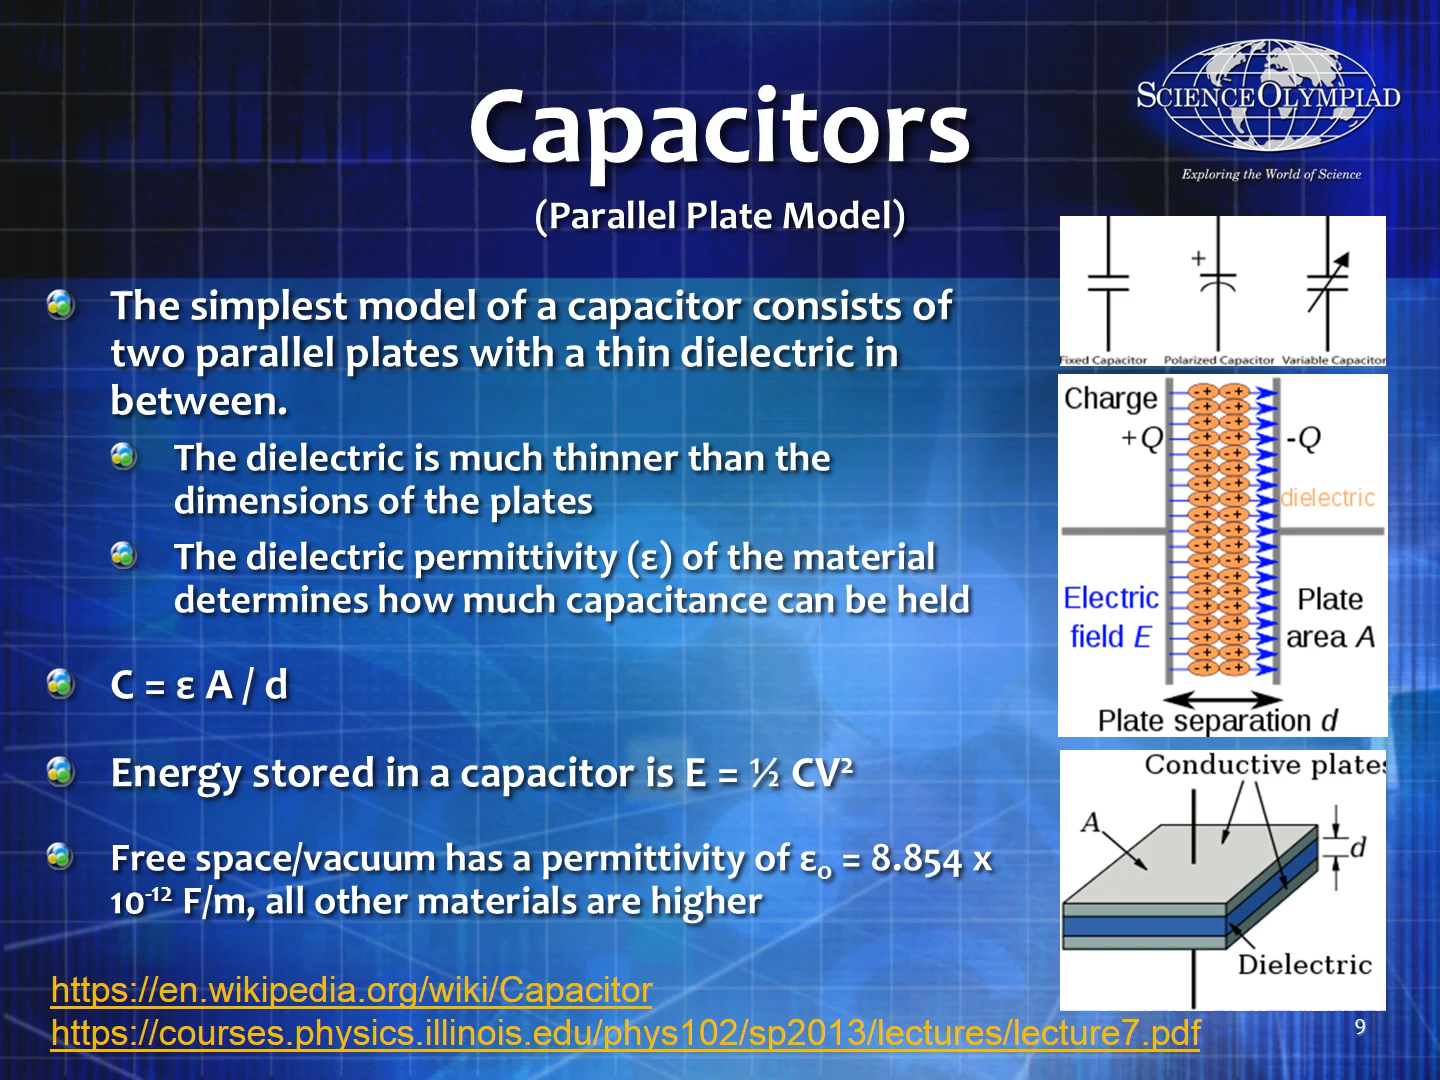 Capacitors
(Parallel Plate Model)
SCIENCE OLYMPIAD
Exploring the World of Science
The simplest model of a capacitor consists of
two parallel plates with a thin dielectric in
between.
The dielectric is much thinner than the
dimensions of the plates
The dielectric permittivity (ε) of the material
determines how much capacitance can be held
C = ε A / d
Energy stored in a capacitor is E = ½ CV²
Free space/vacuum has a permittivity of ε₀ = 8.854 x
10⁻¹² F/m, all other materials are higher
https://en.wikipedia.org/wiki/Capacitor
https://courses.physics.illinois.edu/phys102/sp2013/lectures/lecture7.pdf
+
Fixed Capacitor Polarized Capacitor Variable Capacitor
Charge
+Q
-Q
dielectric
Electric
field E
Plate
area A
Plate separation d
Conductive plates
A
d
Dielectric
9